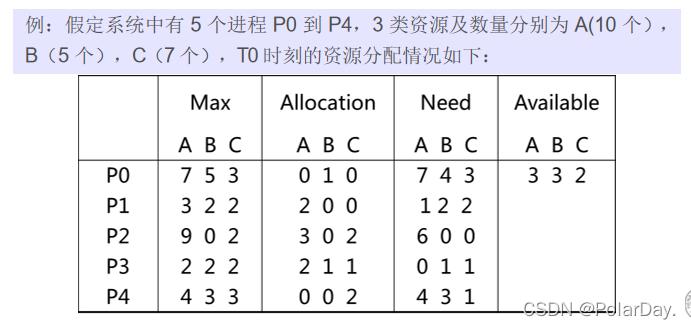 例：假定系统中有 5 个进程 P0 到 P4，3 类资源及数量分别为 A(10 个），
B（5 个），C（7 个），T0 时刻的资源分配情况如下：
Max Allocation Need Available
A B C A B C A B C A B C
P0 7 5 3 0 1 0 7 4 3 3 3 2
P1 3 2 2 2 0 0 1 2 2
P2 9 0 2 3 0 2 6 0 0
P3 2 2 2 2 1 1 0 1 1
P4 4 3 3 0 0 2 4 3 1
CSDN @PolarDay.